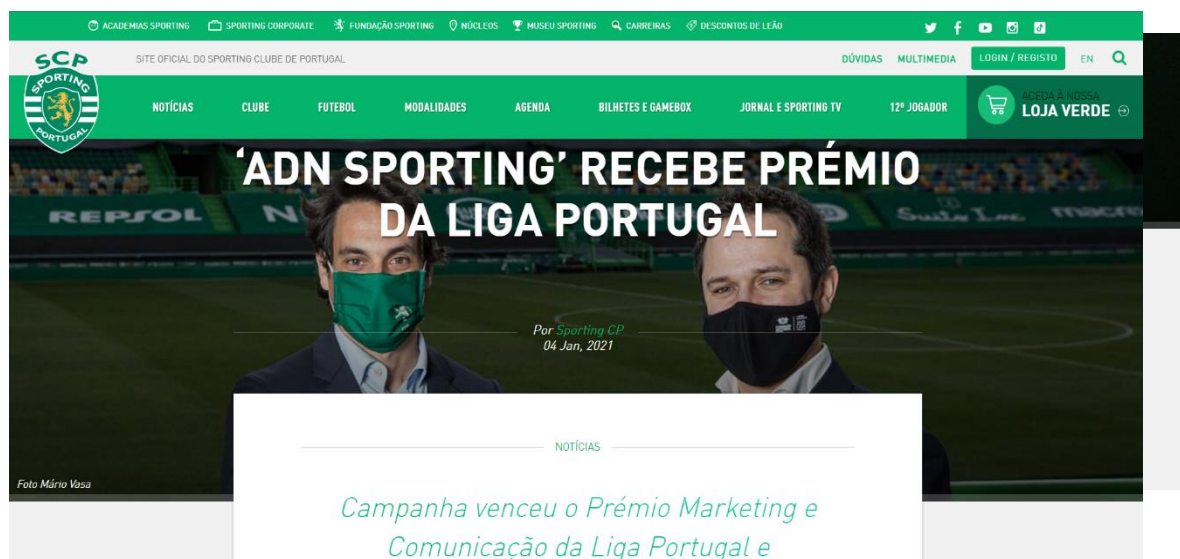 ACADEMIAS SPORTING SPORTING CORPORATE FUNDAÇÃO SPORTING NÚCLEOS MUSEU SPORTING CARREIRAS DESCONTOS DE LEÃO
SCP
SPORTING
PORTUGAL
SITE OFICIAL DO SPORTING CLUBE DE PORTUGAL
DÚVIDAS MULTIMEDIA LOGIN / REGISTO EN
NOTÍCIAS CLUBE FUTEBOL MODALIDADES AGENDA BILHETES E GAMEBOX JORNAL E SPORTING TV 12º JOGADOR
ACEDA À NOSSA
LOJA VERDE
'ADN SPORTING' RECEBE PRÉMIO
DA LIGA PORTUGAL
REPSOL
macro
Por Sporting CP
04 Jan, 2021
NOTÍCIAS
Foto Mário Vasa
Campanha venceu o Prémio Marketing e
Comunicação da Liga Portugal e